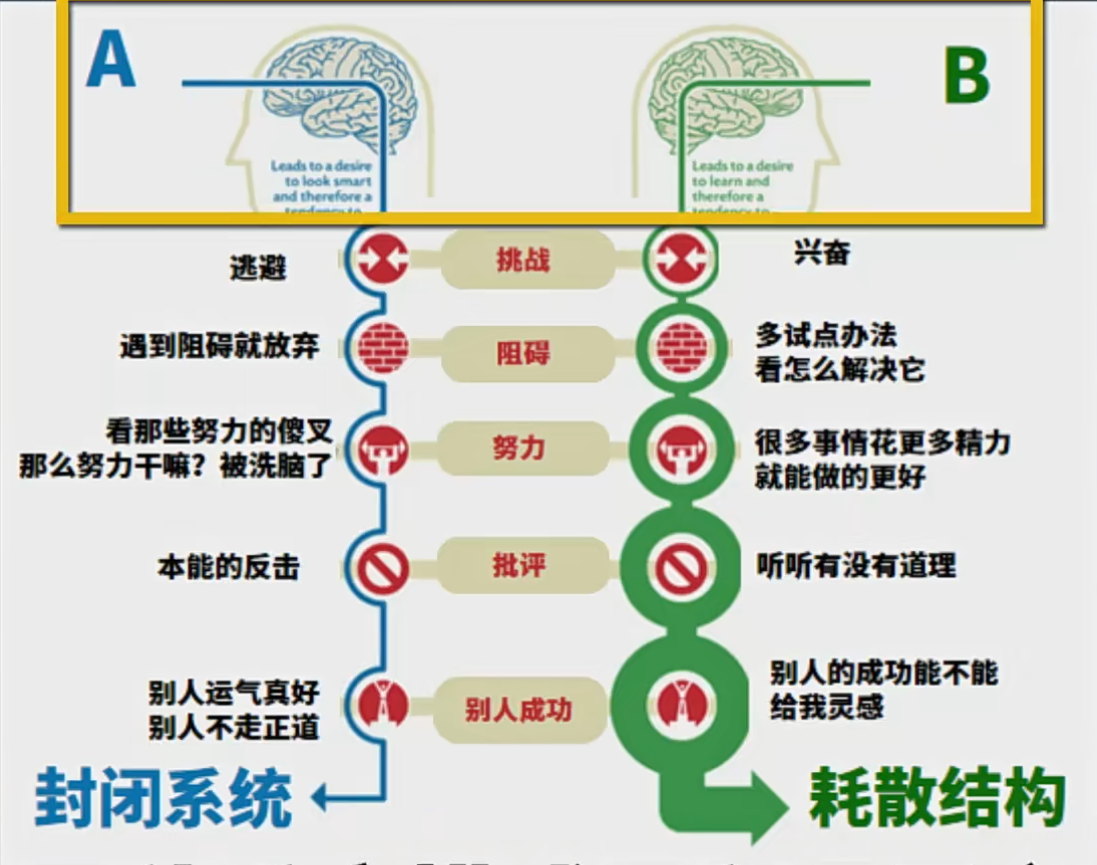 A
B
Leads to a desire
to look smart
and therefore a
tendency to
Leads to a desire
to learn and
therefore a
tendency to
逃避
挑战
兴奋
遇到阻碍就放弃
阻碍
多试点办法
看怎么解决它
看那些努力的傻叉
那么努力干嘛？被洗脑了
努力
很多事情花更多精力
就能做的更好
本能的反击
批评
听听有没有道理
别人运气真好
别人不走正道
别人成功
别人的成功能不能
给我灵感
封闭系统
耗散结构